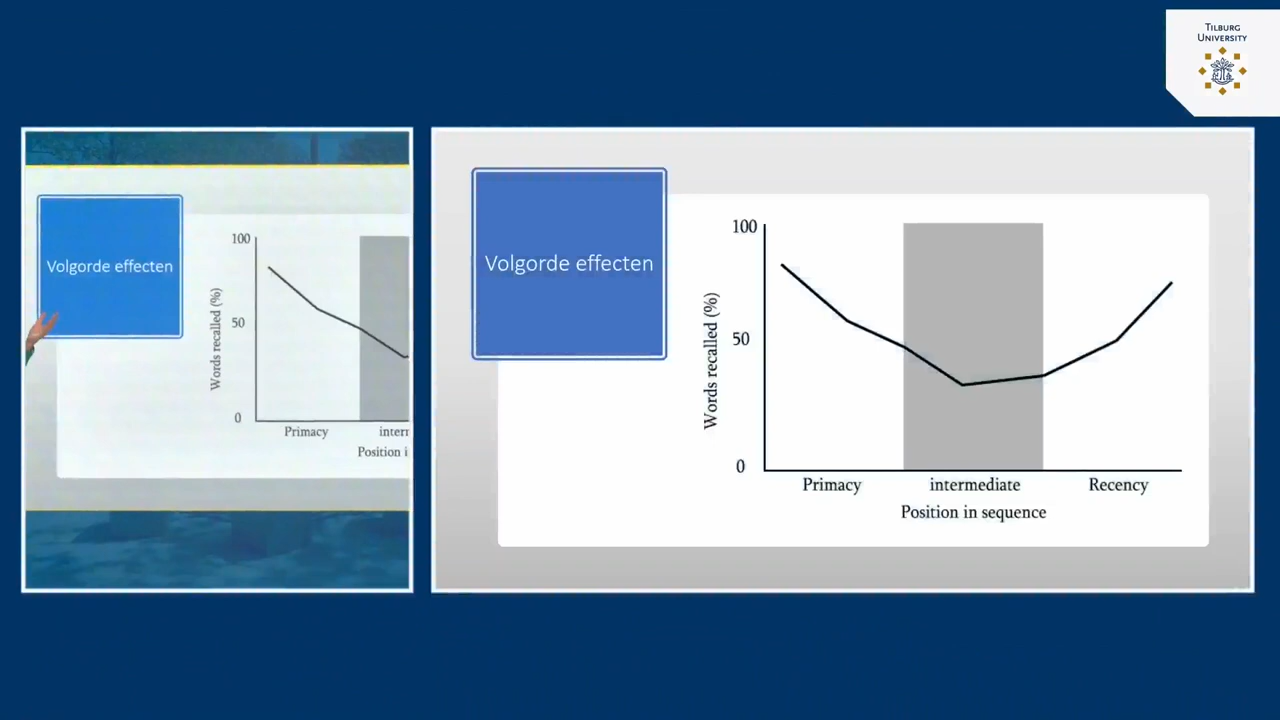 TILBURG
UNIVERSITY
Volgorde effecten
100
50
0
Words recalled (%)
Primacy
interr
Position i
Volgorde effecten
100
50
0
Words recalled (%)
Primacy
intermediate
Recency
Position in sequence